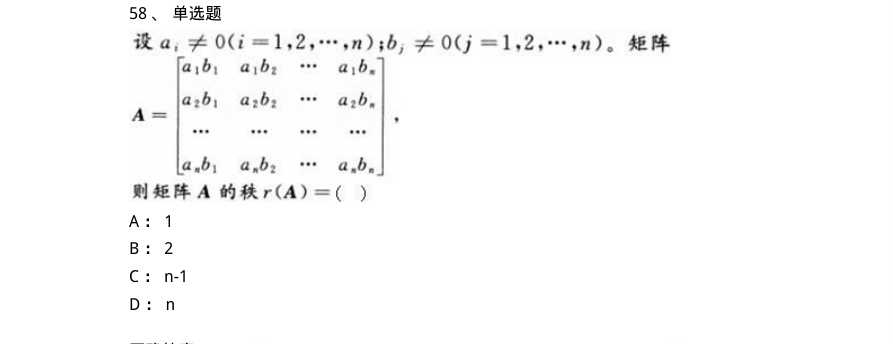 58 、 单选题
设 aᵢ ≠ 0(i = 1,2,⋯,n);bⱼ ≠ 0(j = 1,2,⋯,n)。矩阵
a₁b₁ a₁b₂ ⋯ a₁bₙ
a₂b₁ a₂b₂ ⋯ a₂bₙ
A =
,
⋯ ⋯ ⋯ ⋯
aₙb₁ aₙb₂ ⋯ aₙbₙ
则矩阵 A 的秩 r(A) = ( )
A： 1
B： 2
C： n-1
D： n